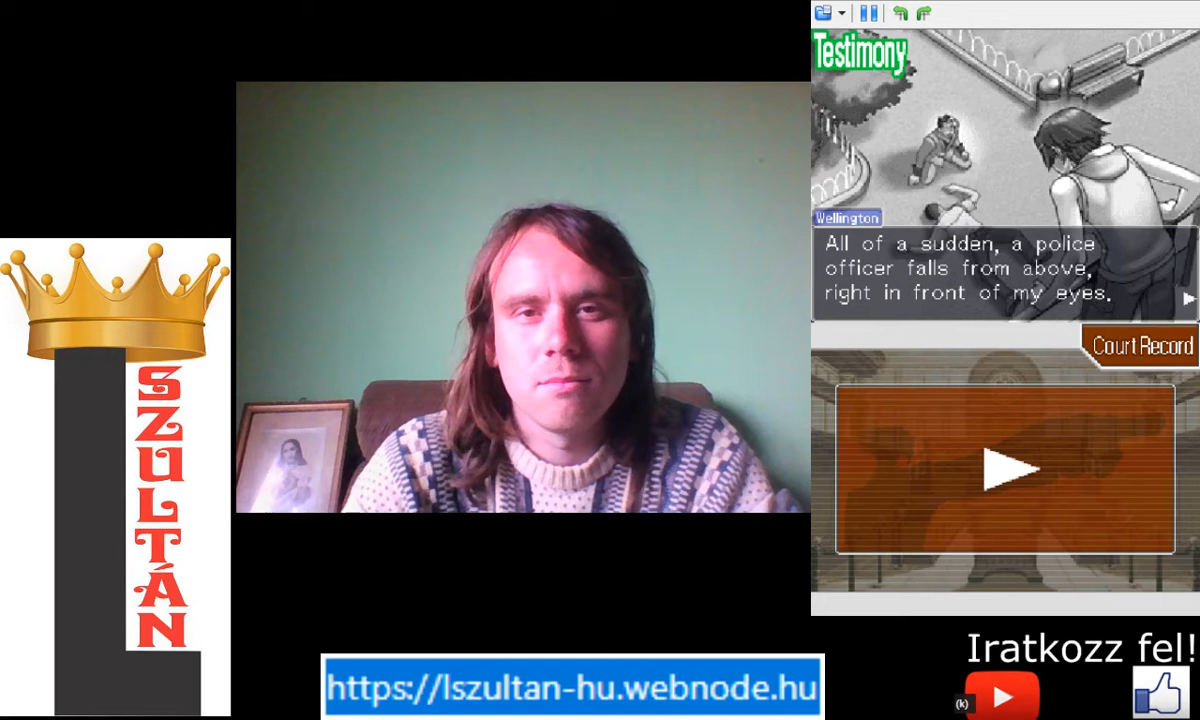 SZULTÁN
Testimony
Wellington
All of a sudden, a police
officer falls from above,
right in front of my eyes.
Court Record
https://lszultan-hu.webnode.hu
Iratkozz fel!
(k)